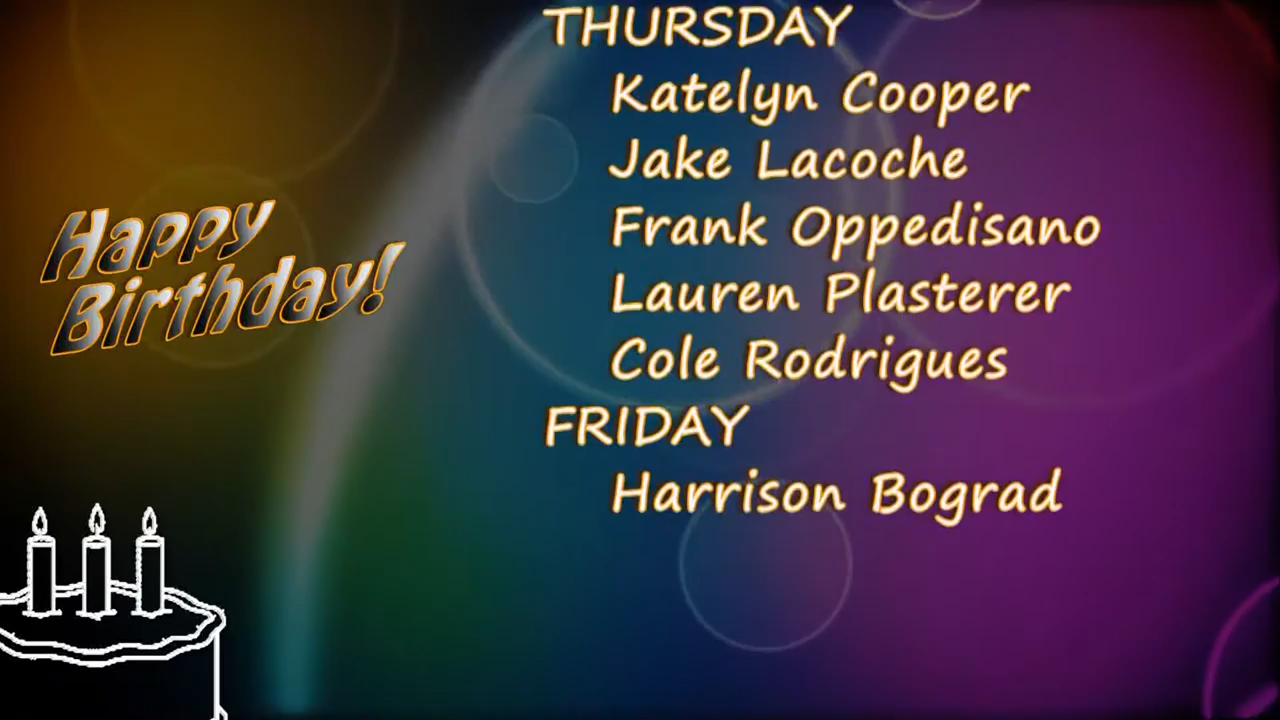 THURSDAY
Katelyn Cooper
Jake Lacoche
Frank Oppedisano
Lauren Plasterer
Cole Rodrigues
FRIDAY
Harrison Bograd
Happy
Birthday!